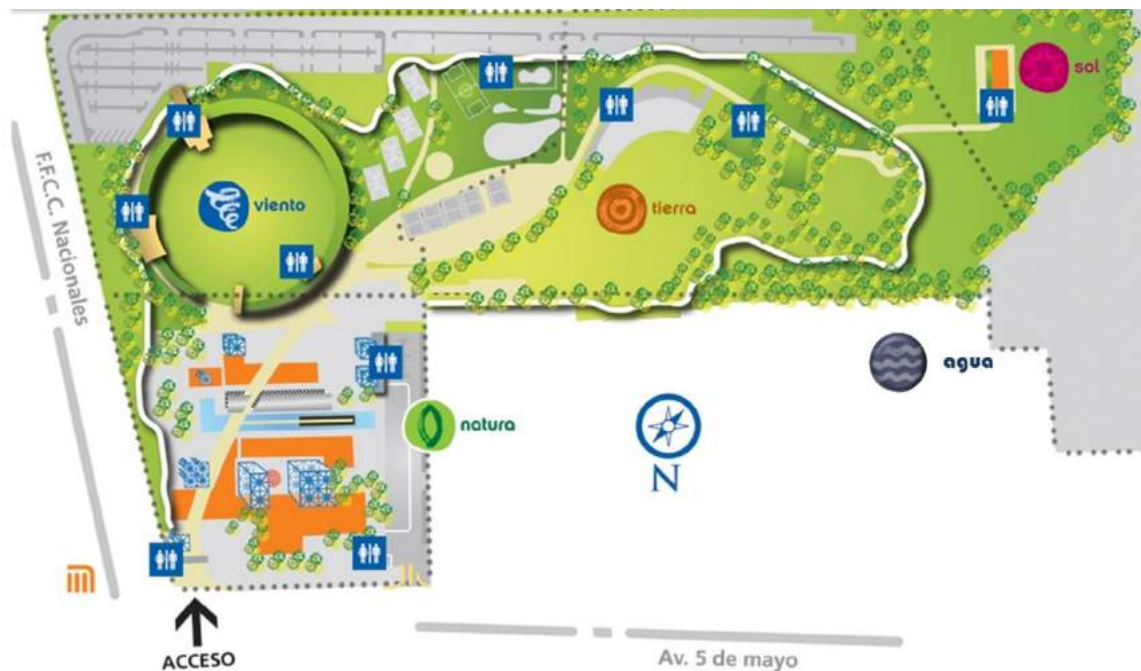 sol
F.F.C.C. Nacionales
viento
tierra
agua
natura
N
ACCESO
Av. 5 de mayo